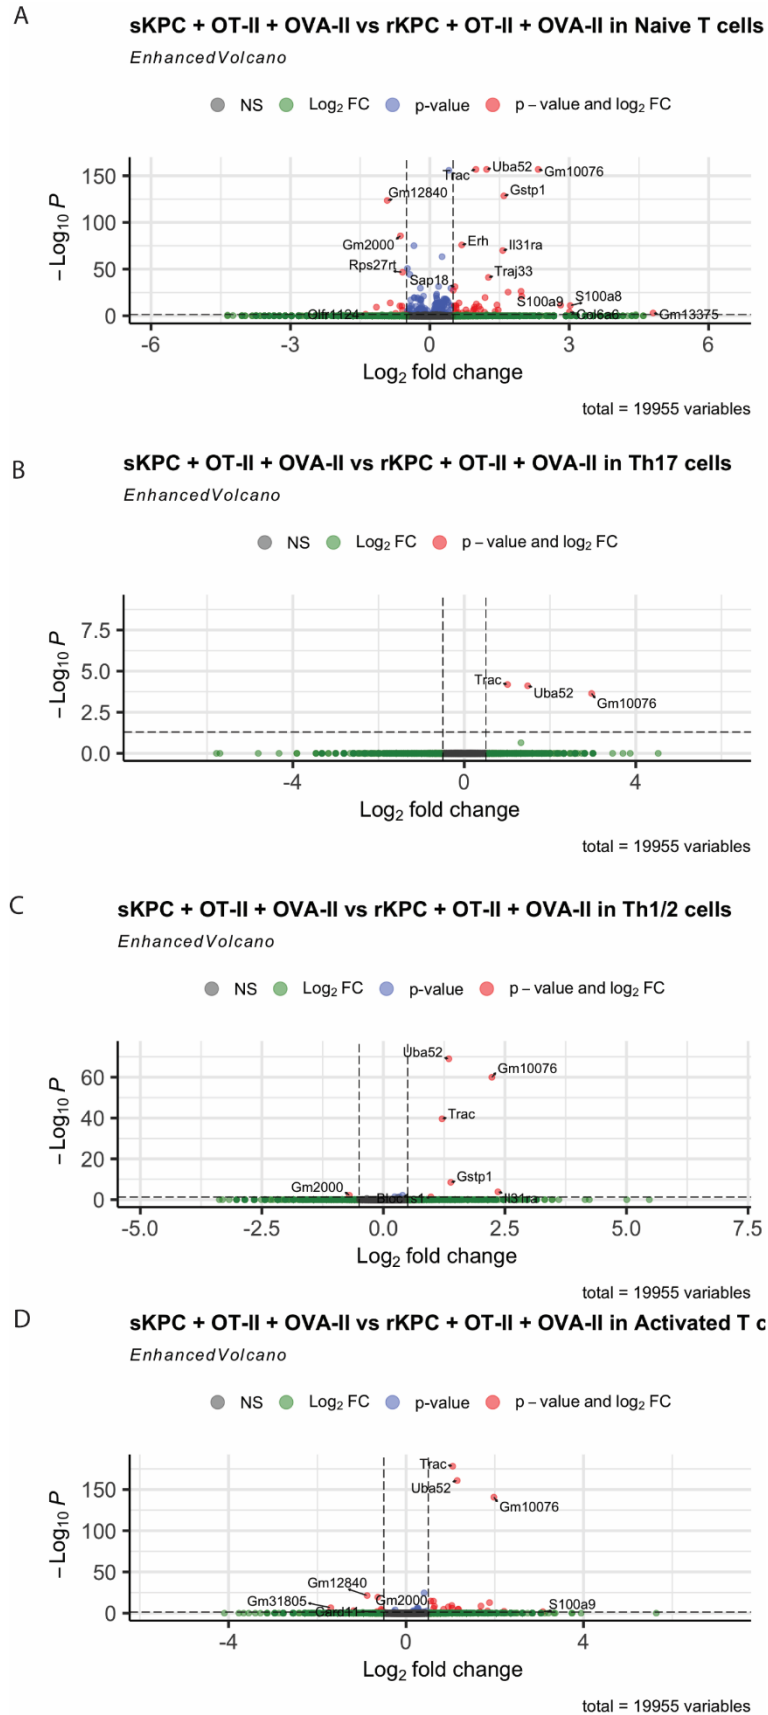 A
sKPC + OT-II + OVA-II vs rKPC + OT-II + OVA-II in Naive T cells
EnhancedVolcano
NS Log2 FC p-value p – value and log2 FC
150
100
50
0
– Log10 P
Trac
Uba52
Gm10076
Gm12840
Gstp1
Gm2000
Erh
Il31ra
Rps27rt
Sap18
Traj33
S100a9
S100a8
Olfr1124
Col6a6
Gm13375
-6 -3 0 3 6
Log2 fold change
total = 19955 variables
B
sKPC + OT-II + OVA-II vs rKPC + OT-II + OVA-II in Th17 cells
EnhancedVolcano
NS Log2 FC p – value and log2 FC
7.5
5.0
2.5
0.0
– Log10 P
Trac
Uba52
Gm10076
-4 0 4
Log2 fold change
total = 19955 variables
C
sKPC + OT-II + OVA-II vs rKPC + OT-II + OVA-II in Th1/2 cells
EnhancedVolcano
NS Log2 FC p-value p – value and log2 FC
60
40
20
0
– Log10 P
Uba52
Gm10076
Trac
Gstp1
Gm2000
Bloc1s1
Il31ra
-5.0 -2.5 0.0 2.5 5.0 7.5
Log2 fold change
total = 19955 variables
D
sKPC + OT-II + OVA-II vs rKPC + OT-II + OVA-II in Activated T c
EnhancedVolcano
NS Log2 FC p-value p – value and log2 FC
150
100
50
0
– Log10 P
Trac
Uba52
Gm10076
Gm12840
Gm31805
Gm2000
Card11
S100a9
-4 0 4
Log2 fold change
total = 19955 variables